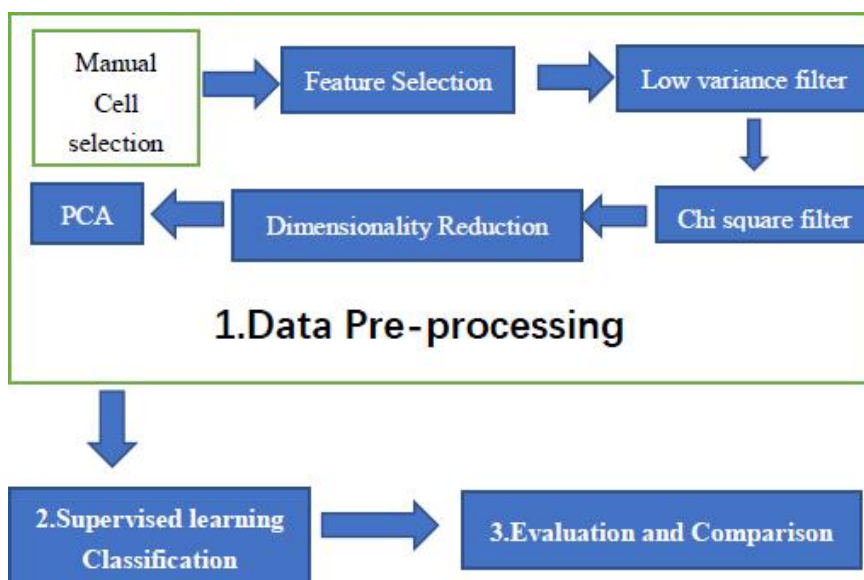 Manual
Cell
selection
Feature Selection
Low variance filter
PCA
Dimensionality Reduction
Chi square filter
1.Data Pre-processing
2.Supervised learning
Classification
3.Evaluation and Comparison